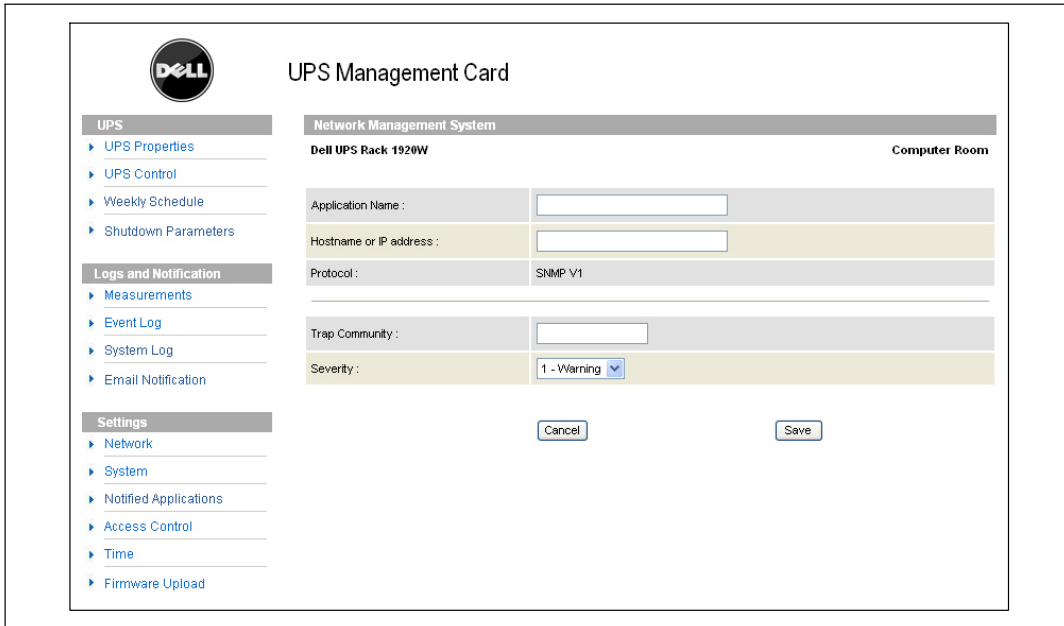 DELL
UPS Management Card
UPS
UPS Properties
UPS Control
Weekly Schedule
Shutdown Parameters
Logs and Notification
Measurements
Event Log
System Log
Email Notification
Settings
Network
System
Notified Applications
Access Control
Time
Firmware Upload
Network Management System
Dell UPS Rack 1920W Computer Room
Application Name :
Hostname or IP address :
Protocol : SNMP V1
Trap Community :
Severity : 1 - Warning
Cancel Save